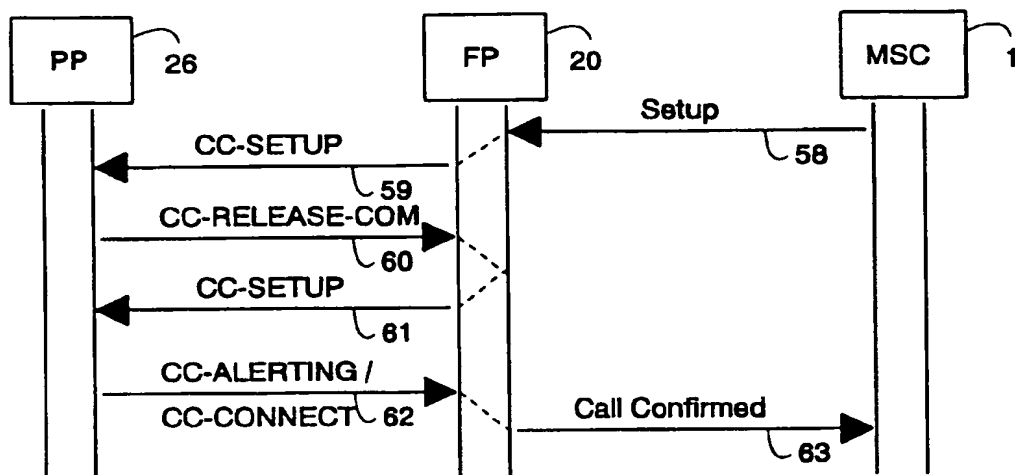 PP
26
FP
20
MSC
1
Setup
58
CC-SETUP
59
CC-RELEASE-COM
60
CC-SETUP
61
CC-ALERTING /
CC-CONNECT
62
Call Confirmed
63